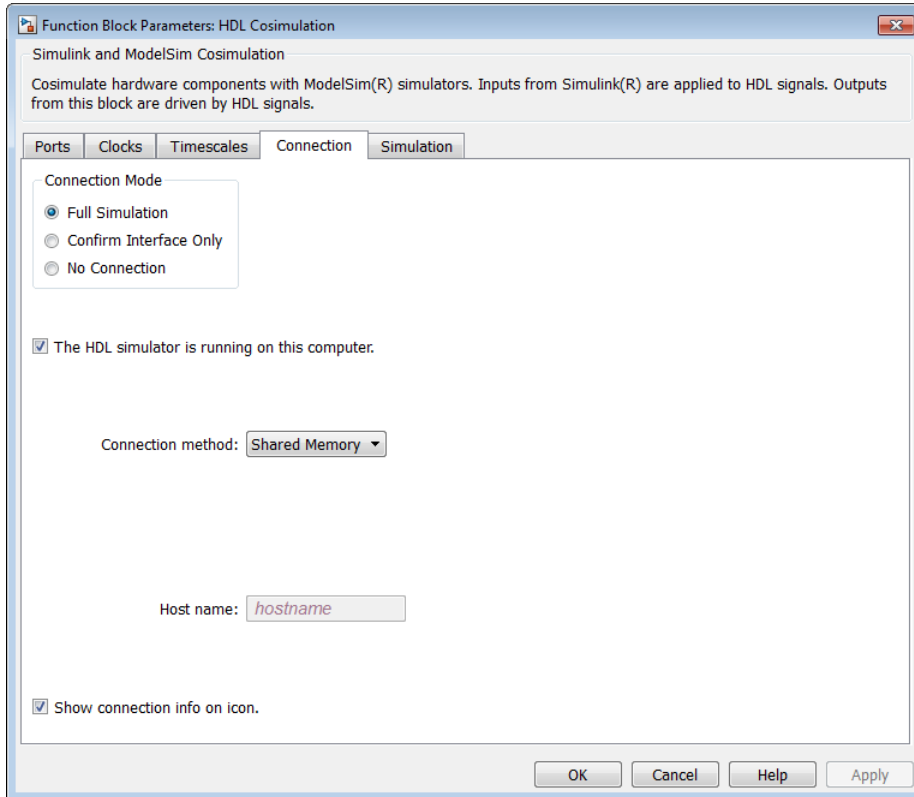 Function Block Parameters: HDL Cosimulation
Simulink and ModelSim Cosimulation
Cosimulate hardware components with ModelSim(R) simulators. Inputs from Simulink(R) are applied to HDL signals. Outputs
from this block are driven by HDL signals.
Ports Clocks Timescales Connection Simulation
Connection Mode
Full Simulation
Confirm Interface Only
No Connection
The HDL simulator is running on this computer.
Connection method: Shared Memory
Host name: hostname
Show connection info on icon.
OK Cancel Help Apply